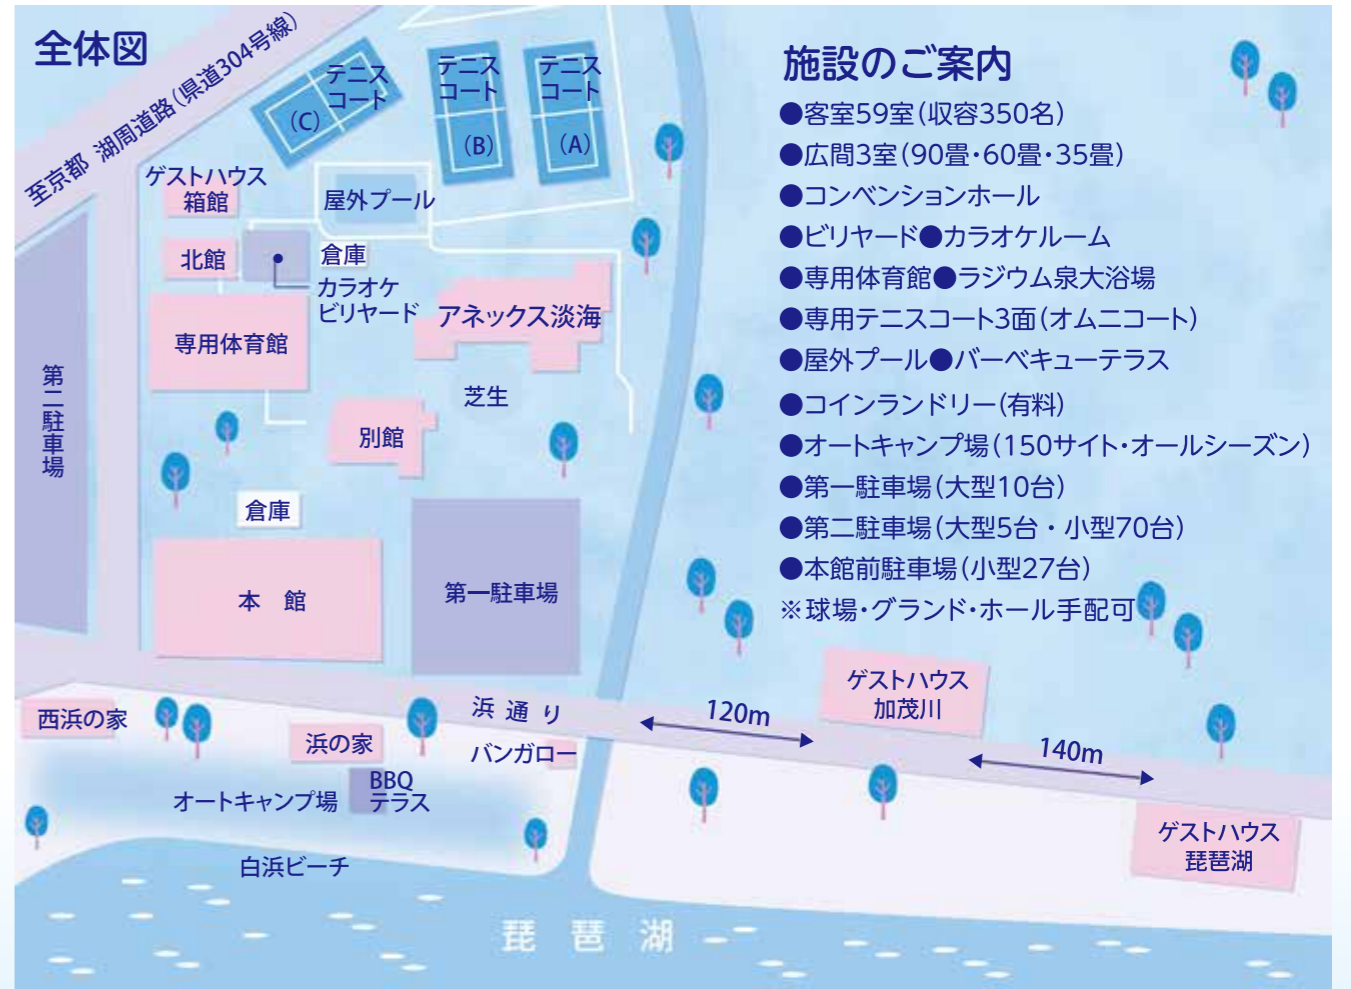 全体図
至京都 湖周道路(県道304号線)
テニス
コート
(C)
テニス
コート
(B)
テニス
コート
(A)
ゲストハウス
箱館
屋外プール
北館
倉庫
カラオケ
ビリヤード
アネックス淡海
専用体育館
第二駐車場
芝生
別館
倉庫
本 館
第一駐車場
浜通り
西浜の家
浜の家
バンガロー
BBQ
テラス
オートキャンプ場
白浜ビーチ
琵琶湖
120m
ゲストハウス
加茂川
140m
ゲストハウス
琵琶湖
施設のご案内
●客室59室(収容350名)
●広間3室(90畳・60畳・35畳)
●コンベンションホール
●ビリヤード●カラオケルーム
●専用体育館●ラジウム泉大浴場
●専用テニスコート3面(オムニコート)
●屋外プール●バーベキューテラス
●コインランドリー(有料)
●オートキャンプ場(150サイト・オールシーズン)
●第一駐車場(大型10台)
●第二駐車場(大型5台・小型70台)
●本館前駐車場(小型27台)
※球場・グランド・ホール手配可